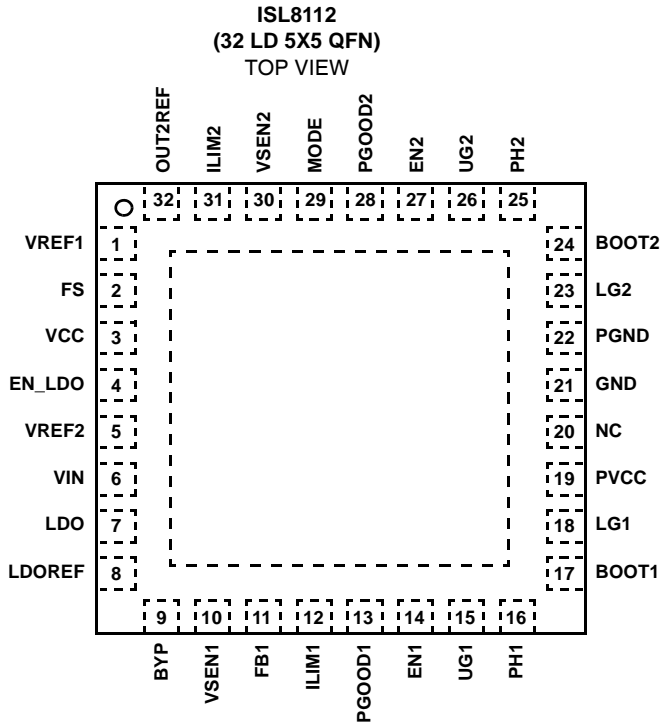 ISL8112
(32 LD 5X5 QFN)
TOP VIEW
OUT2REF
ILIM2
VSEN2
MODE
PGOOD2
EN2
UG2
PH2
32 31 30 29 28 27 26 25
VREF1 1 24 BOOT2
FS 2 23 LG2
VCC 3 22 PGND
EN_LDO 4 21 GND
VREF2 5 20 NC
VIN 6 19 PVCC
LDO 7 18 LG1
LDOREF 8 17 BOOT1
9 10 11 12 13 14 15 16
BYP
VSEN1
FB1
ILIM1
PGOOD1
EN1
UG1
PH1